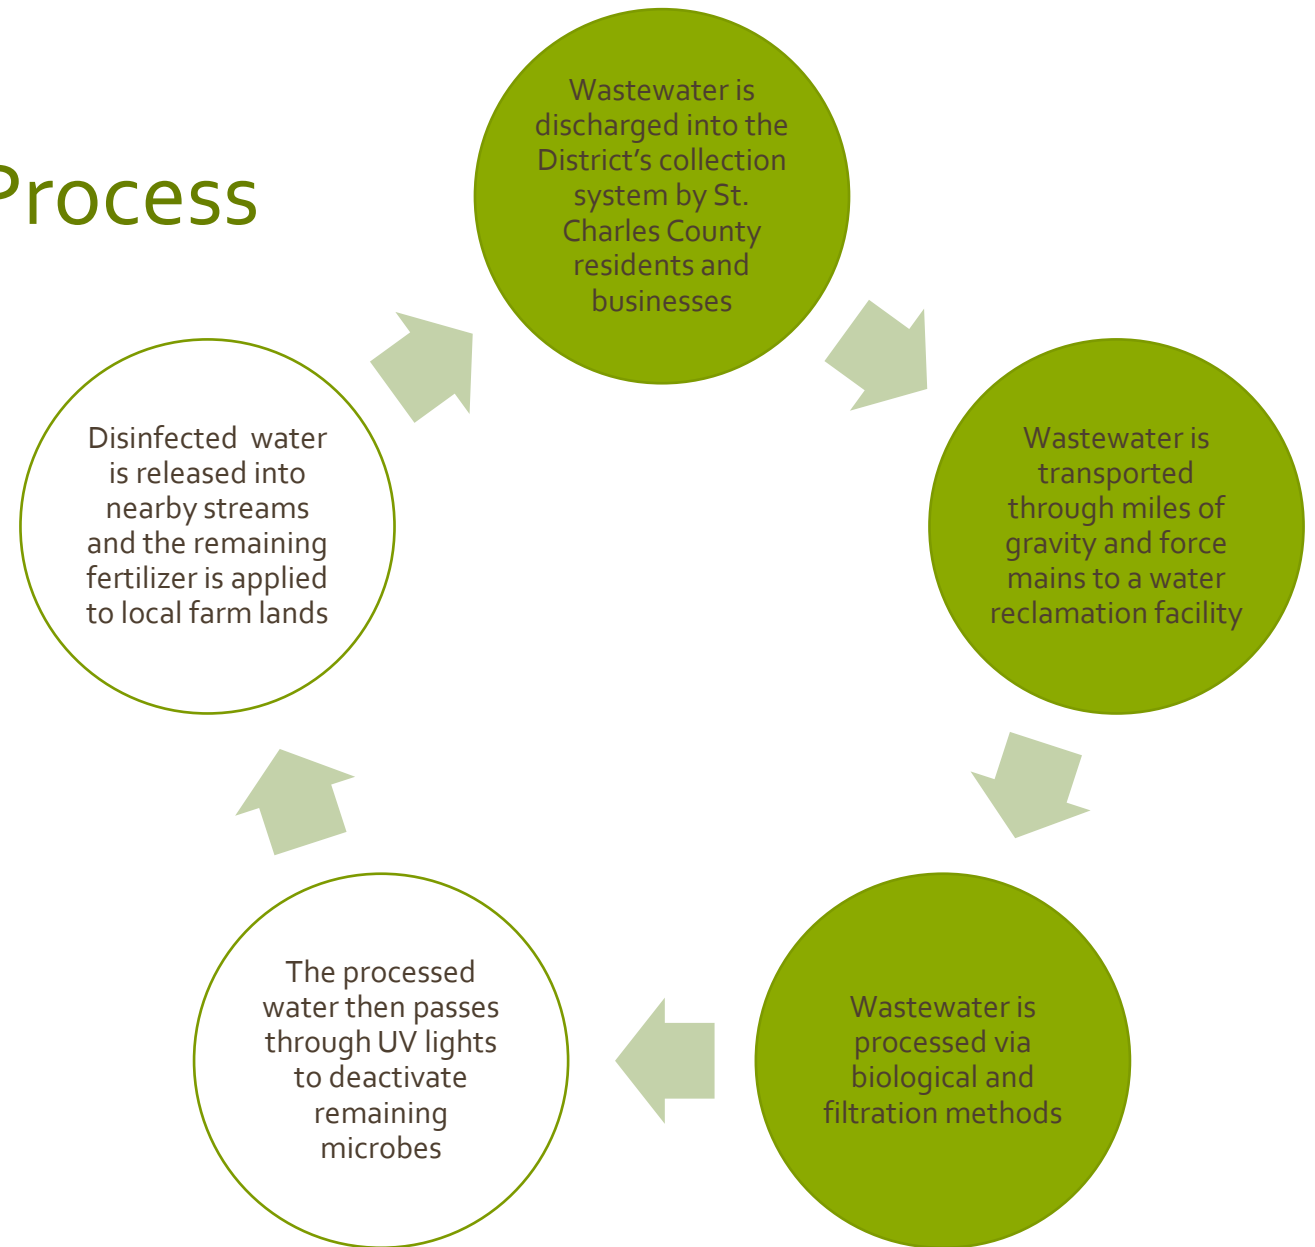 Process
Wastewater is
discharged into the
District’s collection
system by St.
Charles County
residents and
businesses
Wastewater is
transported
through miles of
gravity and force
mains to a water
reclamation facility
Wastewater is
processed via
biological and
filtration methods
The processed
water then passes
through UV lights
to deactivate
remaining
microbes
Disinfected  water
is released into
nearby streams
and the remaining
fertilizer is applied
to local farm lands